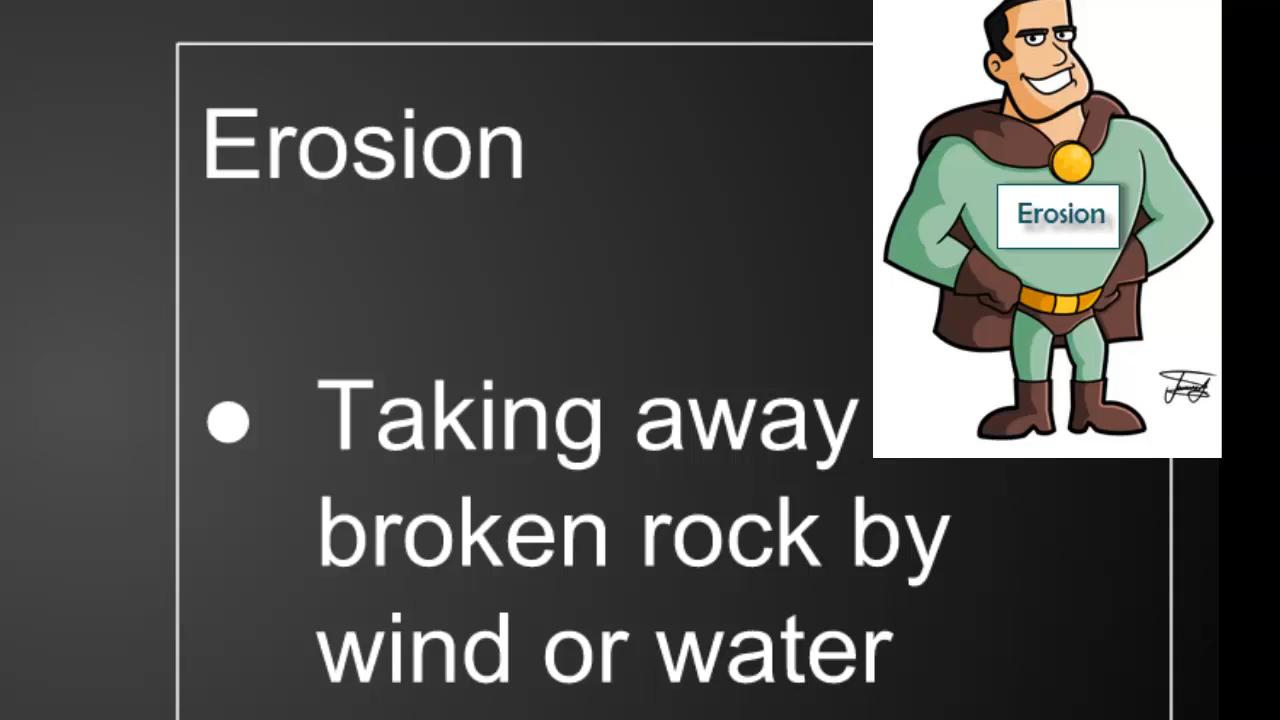 Erosion
Erosion
Taking away
broken rock by
wind or water